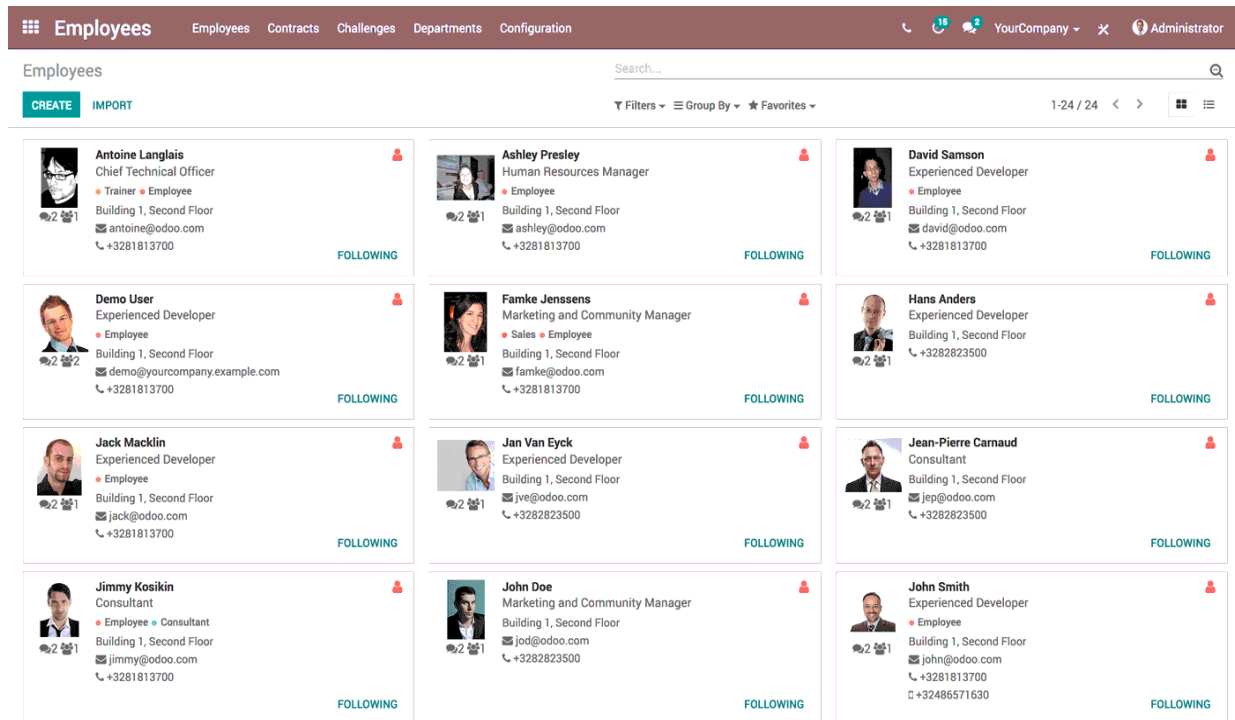 Employees Employees Contracts Challenges Departments Configuration 15 2 YourCompany Administrator
Employees Search...
CREATE IMPORT Filters Group By Favorites 1-24 / 24
Antoine Langlais
Chief Technical Officer
Trainer Employee
Building 1, Second Floor
2 1
antoine@odoo.com
+3281813700
FOLLOWING
Ashley Presley
Human Resources Manager
Employee
Building 1, Second Floor
2 1
ashley@odoo.com
+3281813700
FOLLOWING
David Samson
Experienced Developer
Employee
Building 1, Second Floor
2 1
david@odoo.com
+3281813700
FOLLOWING
Demo User
Experienced Developer
Employee
Building 1, Second Floor
2 2
demo@yourcompany.example.com
+3281813700
FOLLOWING
Famke Jenssens
Marketing and Community Manager
Sales Employee
Building 1, Second Floor
2 1
famke@odoo.com
+3281813700
FOLLOWING
Hans Anders
Experienced Developer
Building 1, Second Floor
+3282823500
2 1
FOLLOWING
Jack Macklin
Experienced Developer
Employee
Building 1, Second Floor
2 1
jack@odoo.com
+3281813700
FOLLOWING
Jan Van Eyck
Experienced Developer
Building 1, Second Floor
jve@odoo.com
2 1
+3282823500
FOLLOWING
Jean-Pierre Carnaud
Consultant
Building 1, Second Floor
jep@odoo.com
2 1
+3282823500
FOLLOWING
Jimmy Kosikin
Consultant
Employee Consultant
Building 1, Second Floor
2 1
jimmy@odoo.com
+3281813700
FOLLOWING
John Doe
Marketing and Community Manager
Building 1, Second Floor
jod@odoo.com
2 1
+3282823500
FOLLOWING
John Smith
Experienced Developer
Employee
Building 1, Second Floor
2 1
john@odoo.com
+3281813700
+32486571630
FOLLOWING